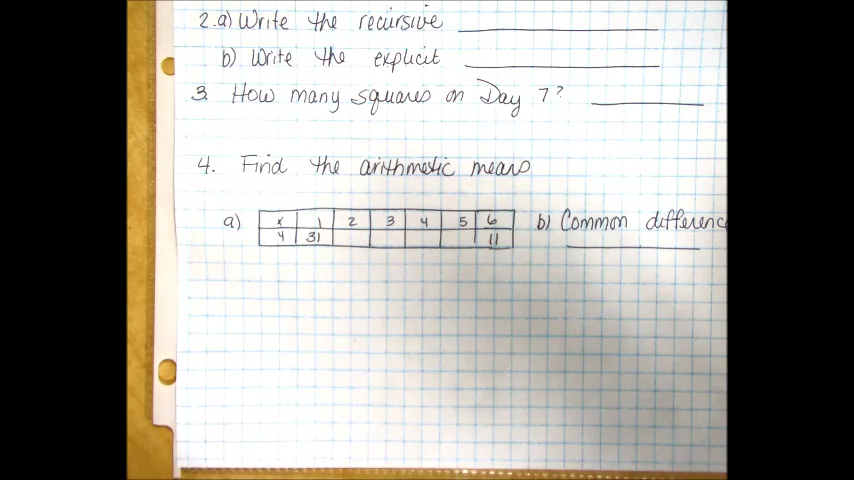 2.a) Write the recursive
b) Write the explicit
3. How many squares on Day 7?
4. Find the arithmetic means
a) x 1 2 3 4 5 6 b) Common difference
y 31 11